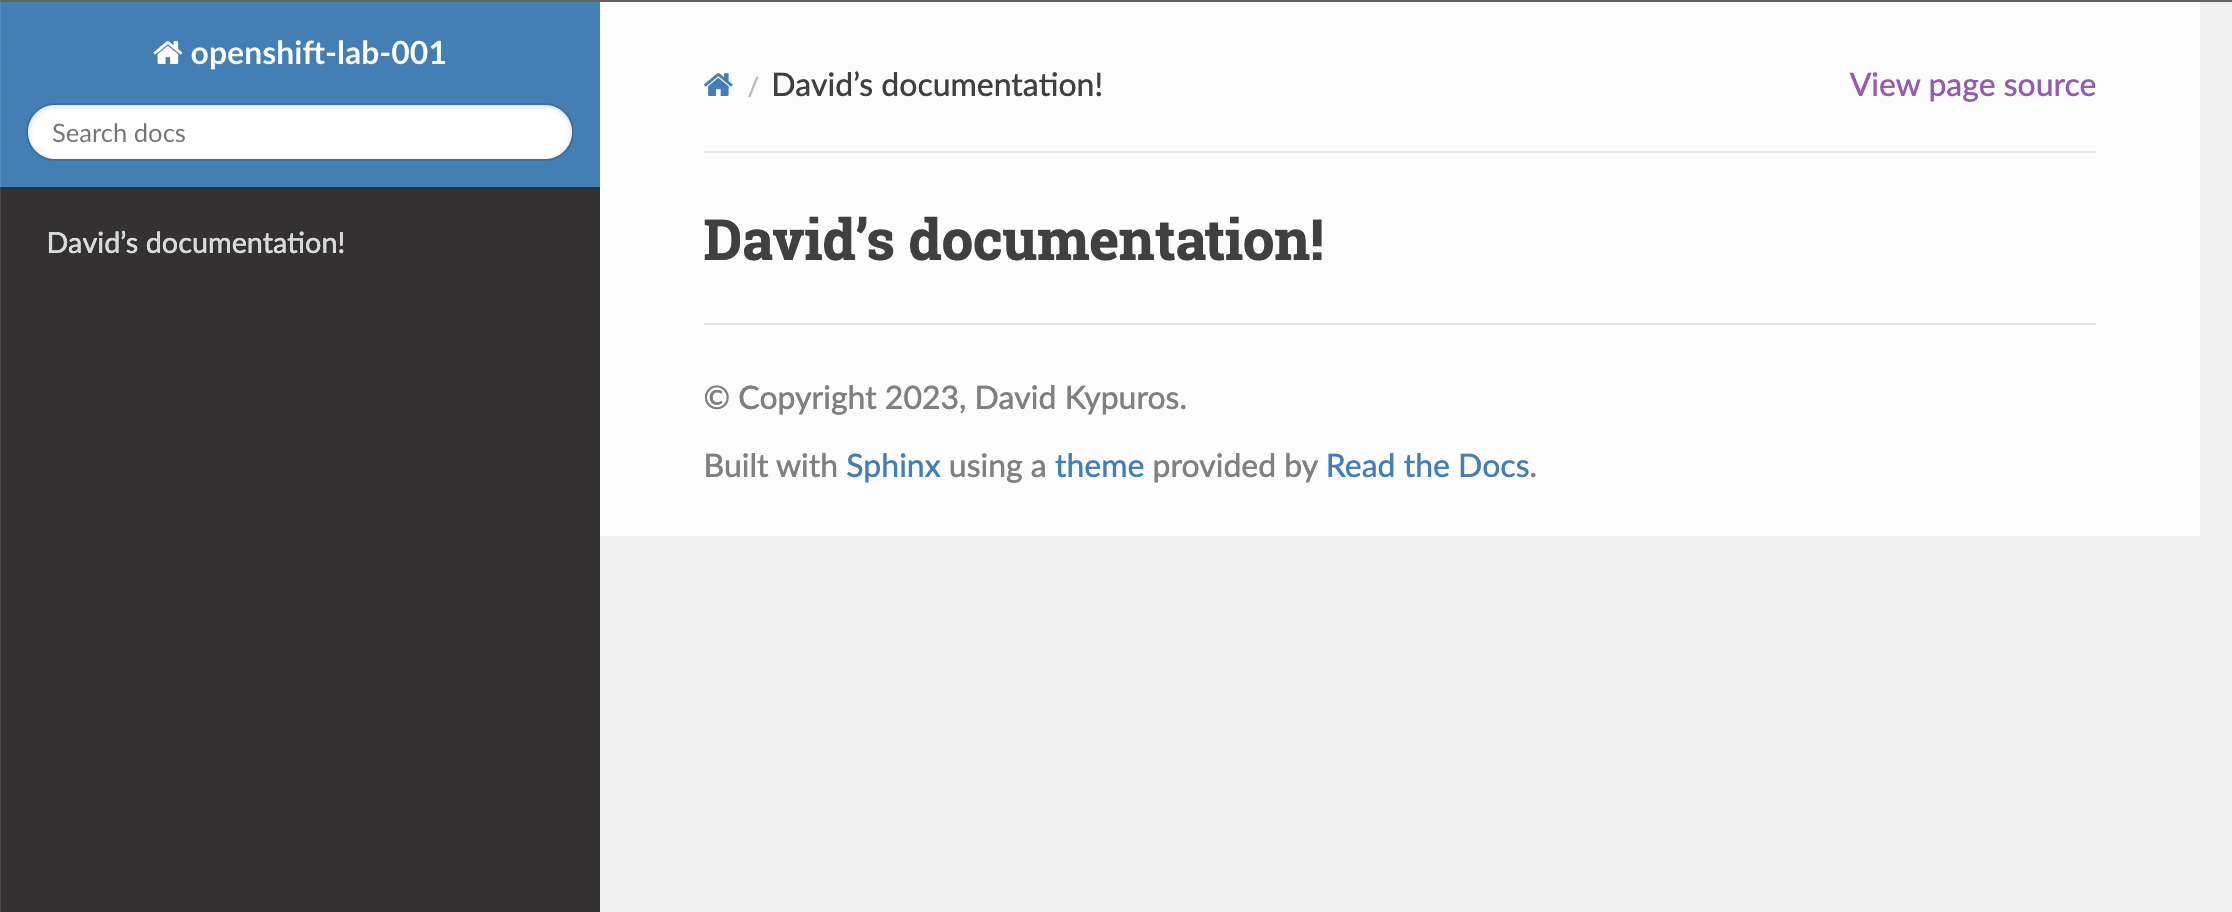 openshift-lab-001
Search docs
David’s documentation!
/ David’s documentation!
View page source
David’s documentation!
© Copyright 2023, David Kypuros.
Built with Sphinx using a theme provided by Read the Docs.